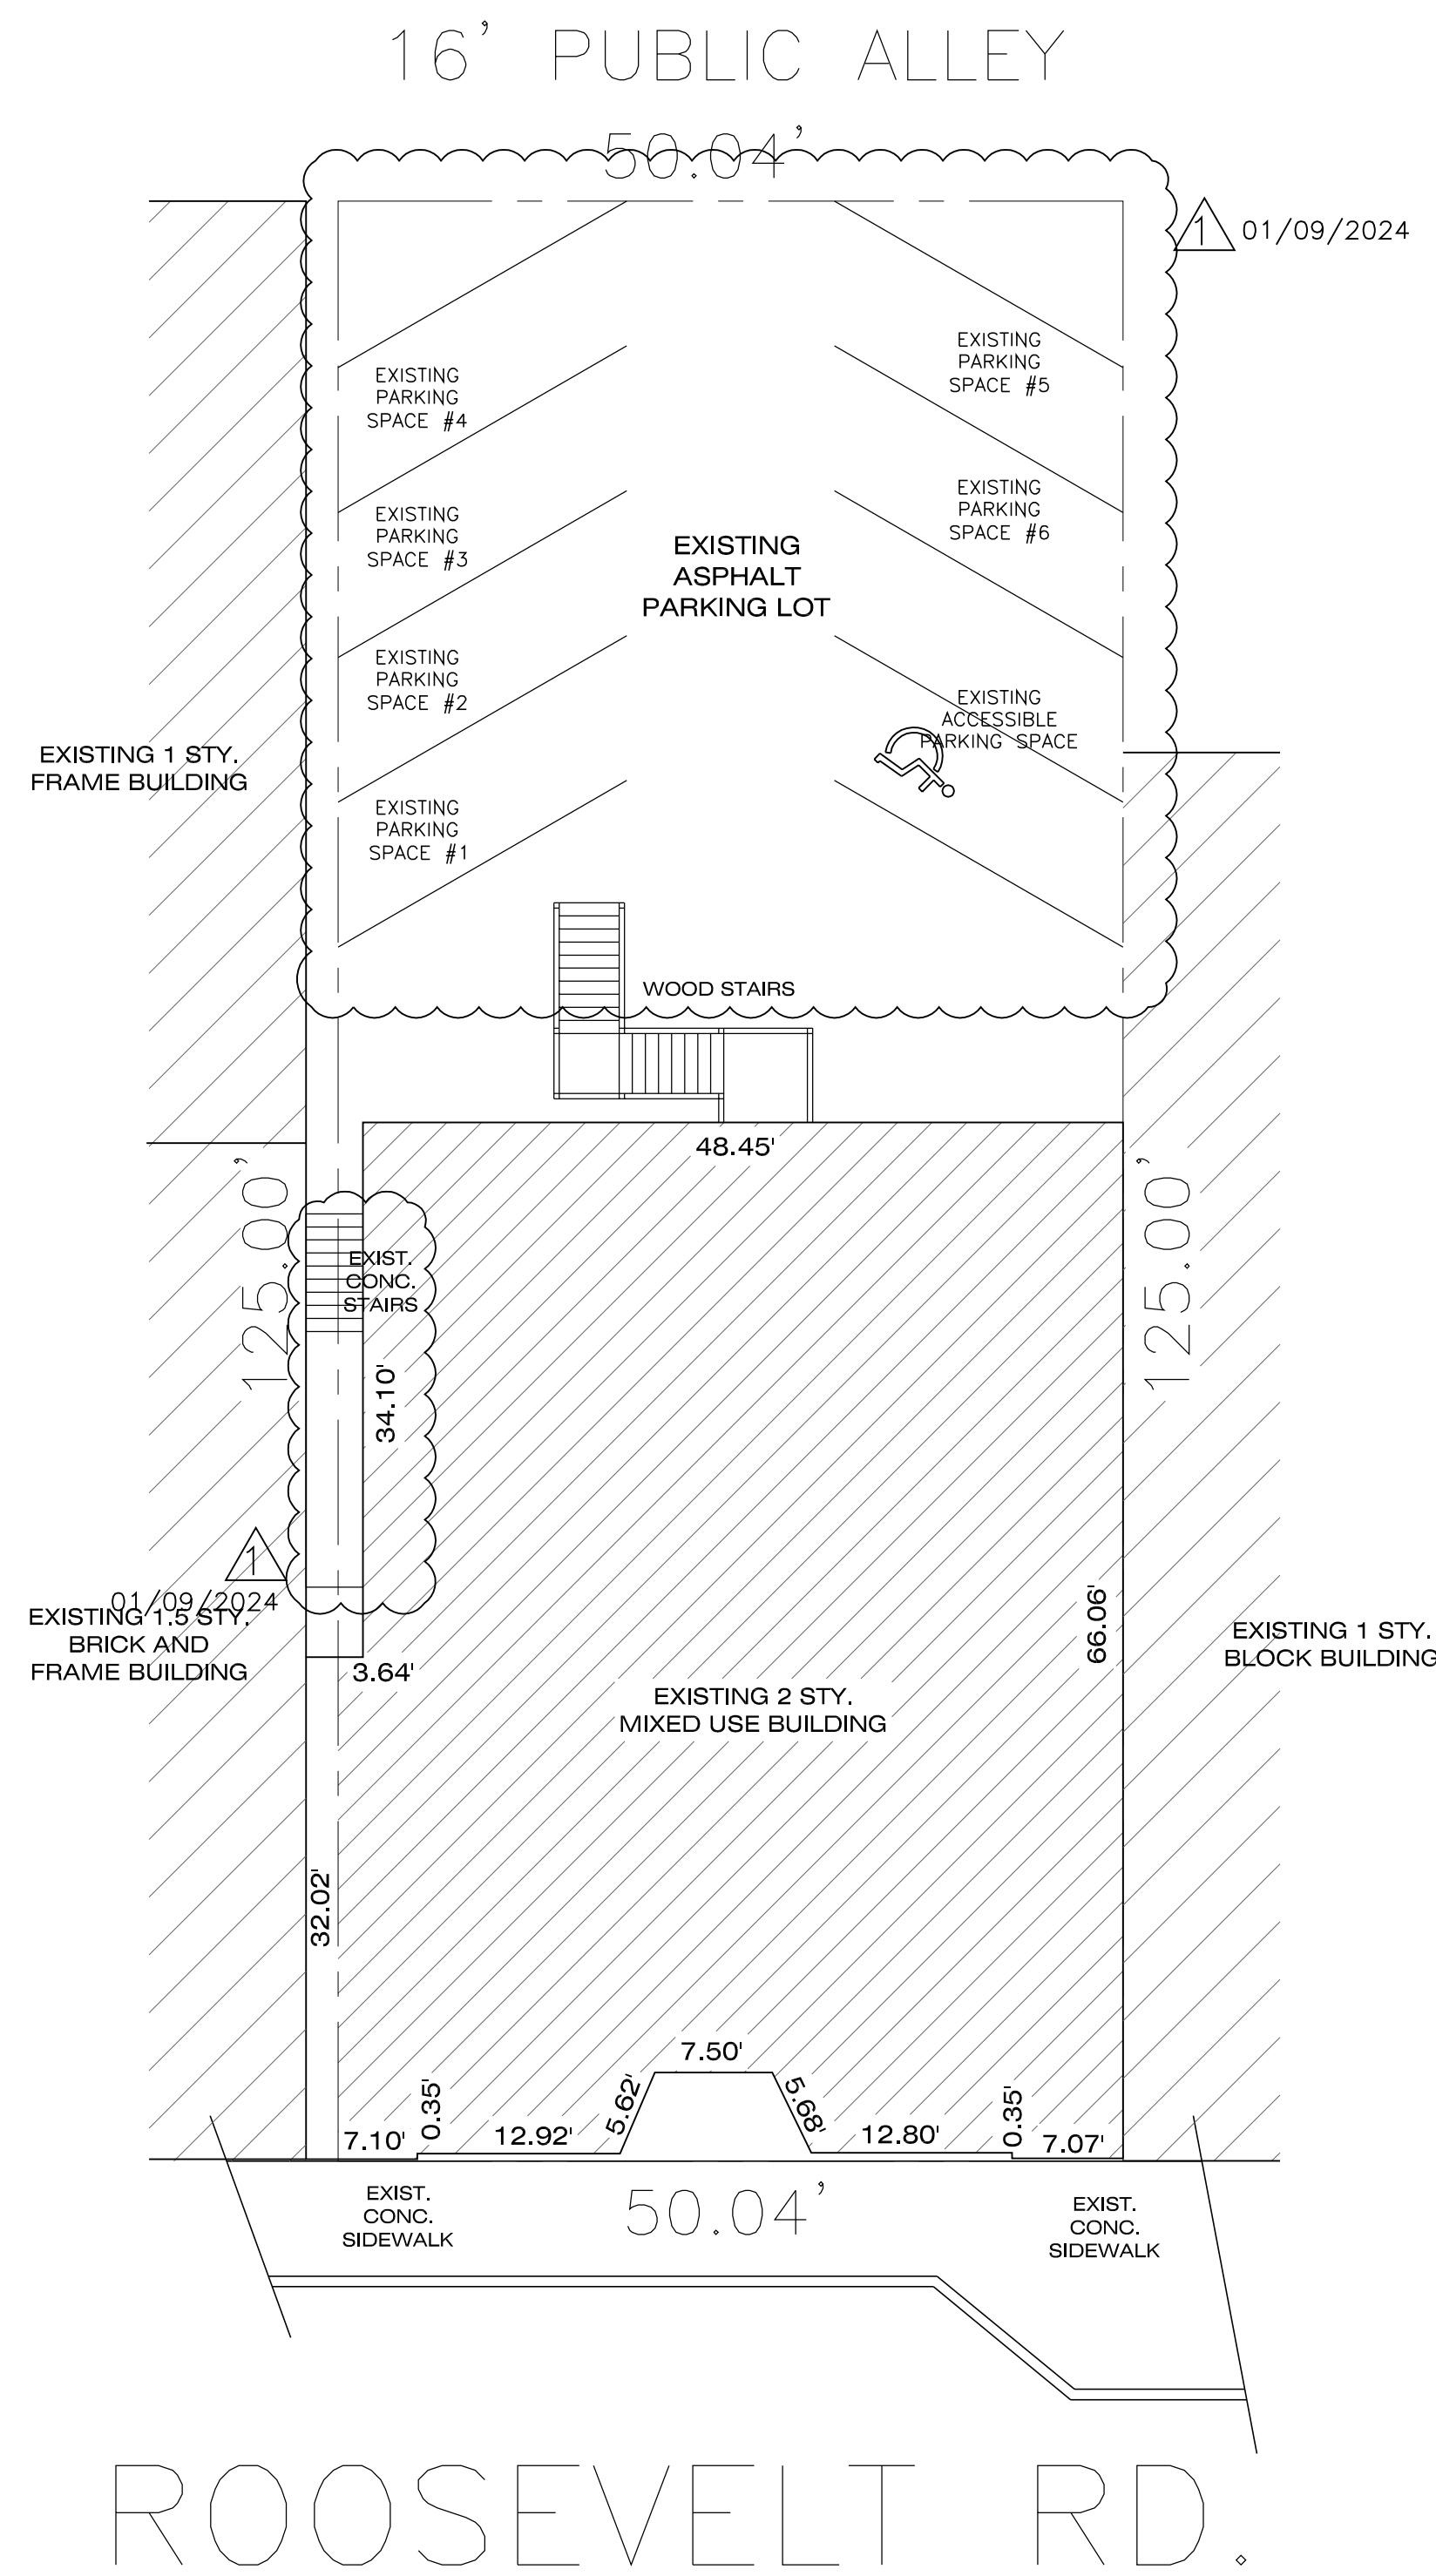 16' PUBLIC ALLEY
50.04'
1 01/09/2024
EXISTING
PARKING
SPACE #5
EXISTING
PARKING
SPACE #4
EXISTING
PARKING
SPACE #6
EXISTING
PARKING
SPACE #3
EXISTING
ASPHALT
PARKING LOT
EXISTING
PARKING
SPACE #2
EXISTING
ACCESSIBLE
PARKING SPACE
EXISTING 1 STY.
FRAME BUILDING
EXISTING
PARKING
SPACE #1
WOOD STAIRS
48.45'
125.00'
125.00'
EXIST.
CONC.
STAIRS
34.10'
1
01/09/2024
EXISTING 1.5 STY.
BRICK AND
FRAME BUILDING
3.64'
66.06'
EXISTING 1 STY.
BLOCK BUILDING
EXISTING 2 STY.
MIXED USE BUILDING
32.02'
7.50'
7.10'
0.35'
12.92'
5.62'
5.68'
12.80'
0.35'
7.07'
EXIST.
CONC.
SIDEWALK
50.04'
EXIST.
CONC.
SIDEWALK
ROOSEVELT RD.